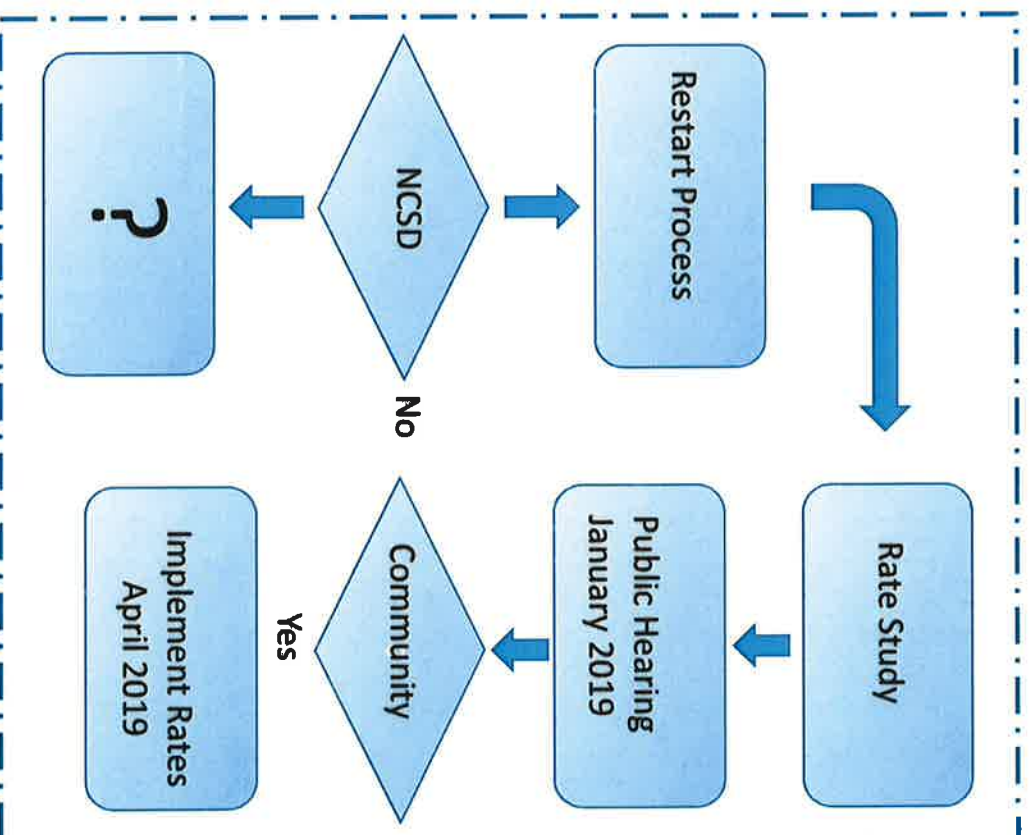 Rate Study
Public Hearing
January 2019
Community
Yes
Implement Rates
April 2019
No
NCSD
Restart Process
?